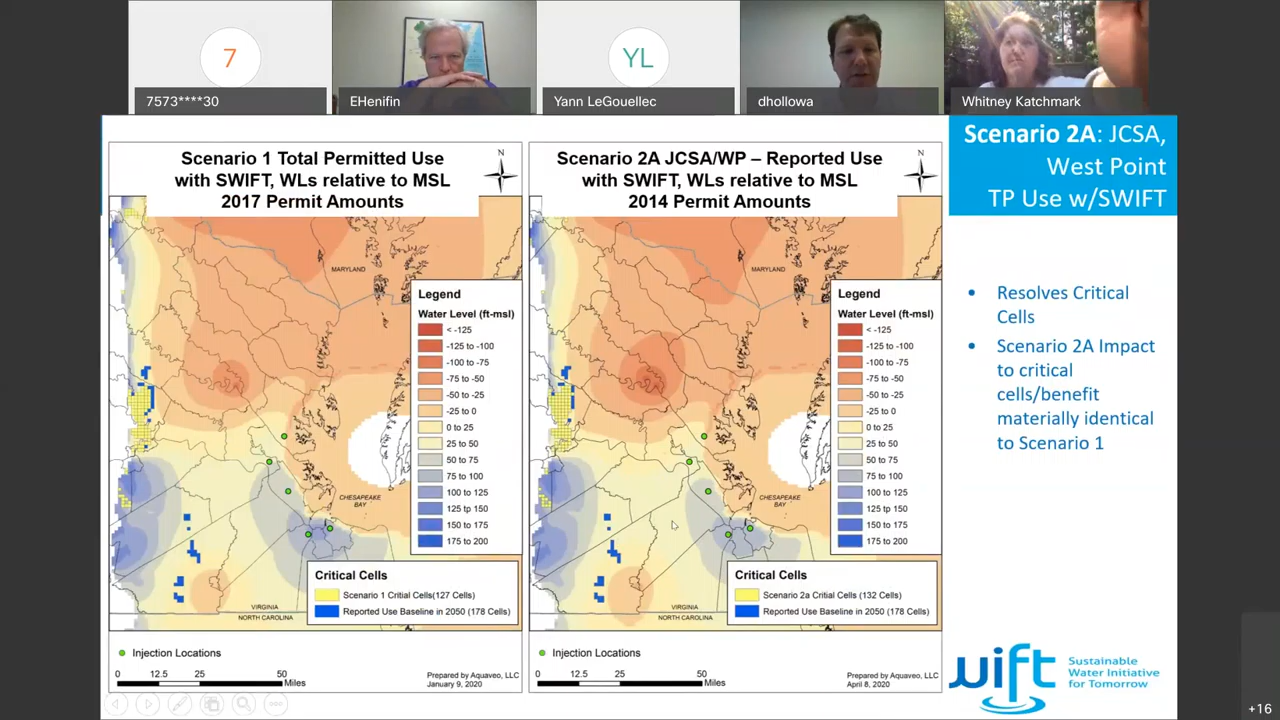 7
YL
7573****30
EHenifin
Yann LeGouellec
dhollowa
Whitney Katchmark
Scenario 1 Total Permitted Use
with SWIFT, WLs relative to MSL
2017 Permit Amounts
N
MARYLAND
Legend
Water Level (ft-msl)
< -125
-125 to -100
-100 to -75
-75 to -50
-50 to -25
-25 to 0
0 to 25
25 to 50
50 to 75
75 to 100
100 to 125
125 tp 150
150 to 175
175 to 200
CHESAPEAKE
BAY
Critical Cells
Scenario 1 Critial Cells(127 Cells)
Reported Use Baseline in 2050 (178 Cells)
VIRGINIA
NORTH CAROLINA
Injection Locations
0 12.5 25 50
Miles
Prepared by Aquaveo, LLC
January 9, 2020
Scenario 2A JCSA/WP – Reported Use
with SWIFT, WLs relative to MSL
2014 Permit Amounts
N
MARYLAND
Legend
Water Level (ft-msl)
< -125
-125 to -100
-100 to -75
-75 to -50
-50 to -25
-25 to 0
0 to 25
25 to 50
50 to 75
75 to 100
100 to 125
125 tp 150
150 to 175
175 to 200
CHESAPEAKE
BAY
Critical Cells
Scenario 2a Critial Cells (132 Cells)
Reported Use Baseline in 2050 (178 Cells)
VIRGINIA
NORTH CAROLINA
Injection Locations
0 12.5 25 50
Miles
Prepared by Aquaveo, LLC
April 8, 2020
Scenario 2A: JCSA,
West Point
TP Use w/SWIFT
• Resolves Critical
Cells
• Scenario 2A Impact
to critical
cells/benefit
materially identical
to Scenario 1
swift
Sustainable
Water Initiative
for Tomorrow
+16